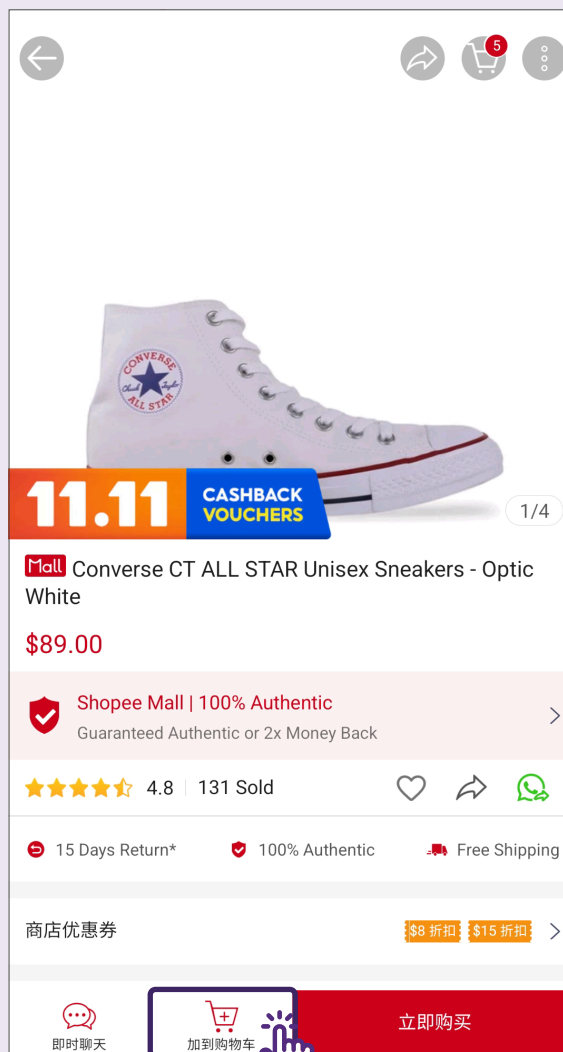 5
CONVERSE
Chuck Taylor
ALL STAR
11.11
CASHBACK
VOUCHERS
1/4
Mall Converse CT ALL STAR Unisex Sneakers - Optic
White
$89.00
Shopee Mall | 100% Authentic
Guaranteed Authentic or 2x Money Back
4.8 131 Sold
15 Days Return* 100% Authentic Free Shipping
商店优惠券 $8 折扣 $15 折扣
即时聊天 加到购物车 立即购买